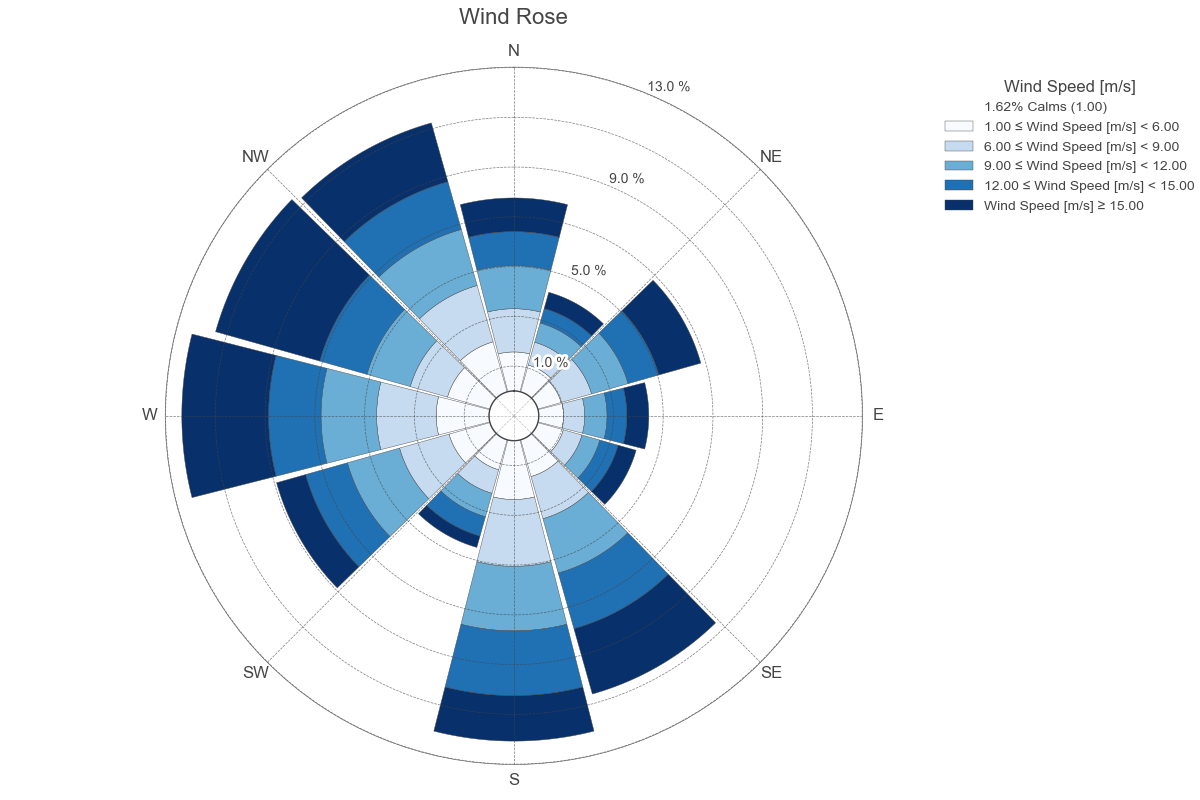 Wind Rose
N
13.0 %
Wind Speed [m/s]
1.62% Calms (1.00)
1.00 ≤ Wind Speed [m/s] < 6.00
6.00 ≤ Wind Speed [m/s] < 9.00
9.00 ≤ Wind Speed [m/s] < 12.00
12.00 ≤ Wind Speed [m/s] < 15.00
Wind Speed [m/s] ≥ 15.00
NW
NE
9.0 %
5.0 %
1.0 %
W
E
SW
SE
S